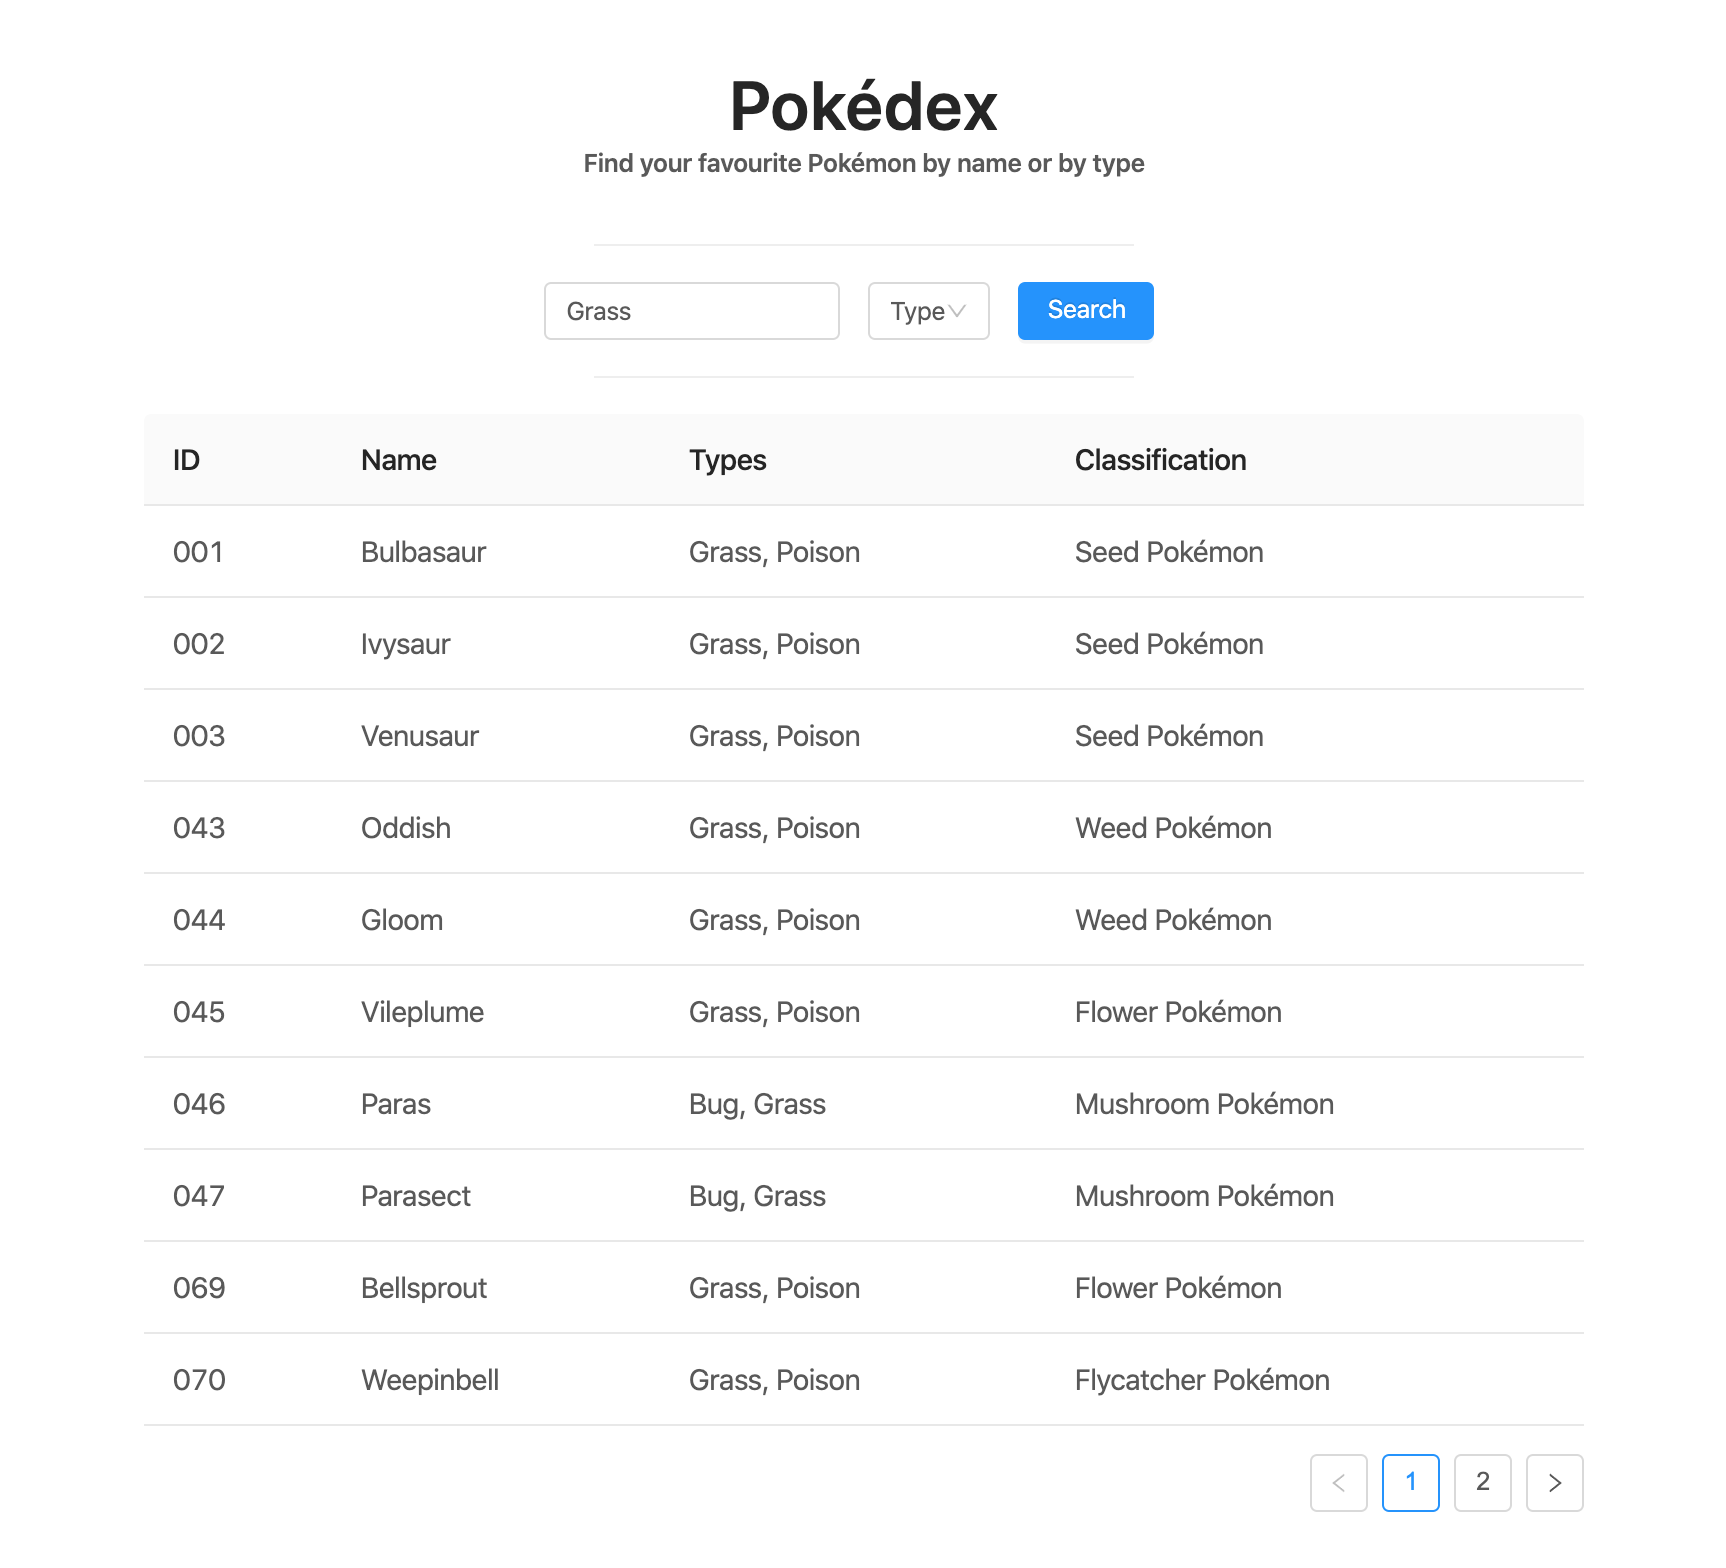 Pokédex
Find your favourite Pokémon by name or by type
Grass Type Search
ID Name Types Classification
001 Bulbasaur Grass, Poison Seed Pokémon
002 Ivysaur Grass, Poison Seed Pokémon
003 Venusaur Grass, Poison Seed Pokémon
043 Oddish Grass, Poison Weed Pokémon
044 Gloom Grass, Poison Weed Pokémon
045 Vileplume Grass, Poison Flower Pokémon
046 Paras Bug, Grass Mushroom Pokémon
047 Parasect Bug, Grass Mushroom Pokémon
069 Bellsprout Grass, Poison Flower Pokémon
070 Weepinbell Grass, Poison Flycatcher Pokémon
< 1 2 >